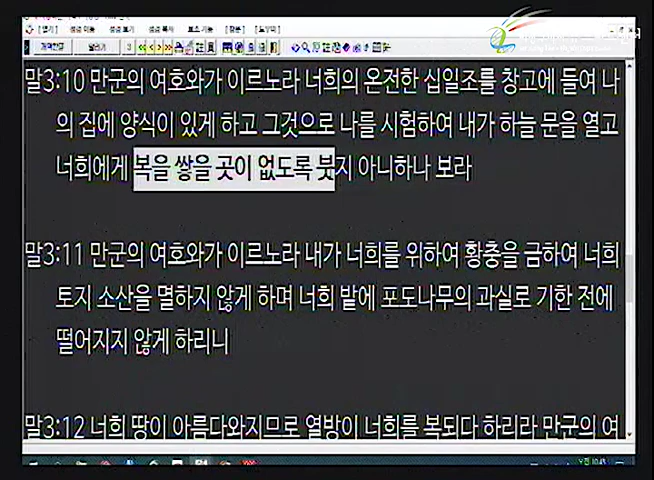 말3:10 만군의 여호와가 이르노라 너희의 온전한 십일조를 창고에 들여 나
의 집에 양식이 있게 하고 그것으로 나를 시험하여 내가 하늘 문을 열고
너희에게 복을 쌓을 곳이 없도록 붓지 아니하나 보라
말3:11 만군의 여호와가 이르노라 내가 너희를 위하여 황충을 금하여 너희
토지 소산을 멸하지 않게 하며 너희 밭에 포도나무의 과실로 기한 전에
떨어지지 않게 하리니
말3:12 너희 땅이 아름다와지므로 열방이 너희를 복되다 하리라 만군의 여